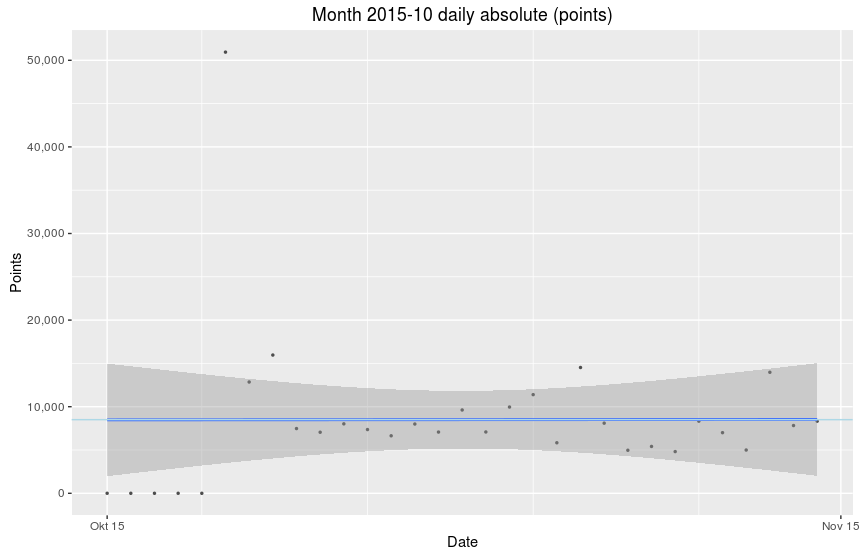 Month 2015-10 daily absolute (points)
50,000
40,000
30,000
20,000
10,000
0
Points
Okt 15
Nov 15
Date